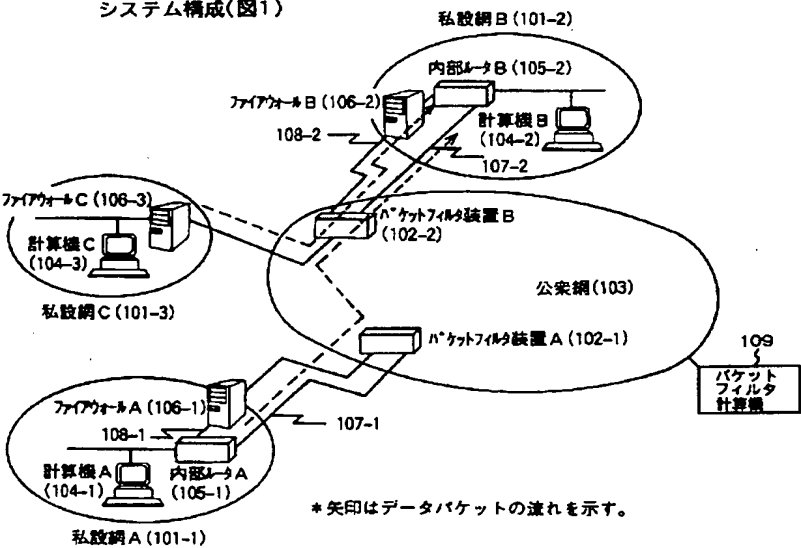 システム構成(図1)
私設網B(101-2)
内部ルータB(105-2)
ファイアウォールB(106-2)
計算機B
(104-2)
108-2
107-2
ファイアウォールC(106-3)
計算機C
(104-3)
私設網C(101-3)
パケットフィルタ装置B
(102-2)
公衆網(103)
パケットフィルタ装置A(102-1)
109
パケット
フィルタ
計算機
ファイアウォールA(106-1)
108-1
107-1
計算機A
(104-1)
内部ルータA
(105-1)
私設網A(101-1)
*矢印はデータパケットの流れを示す。